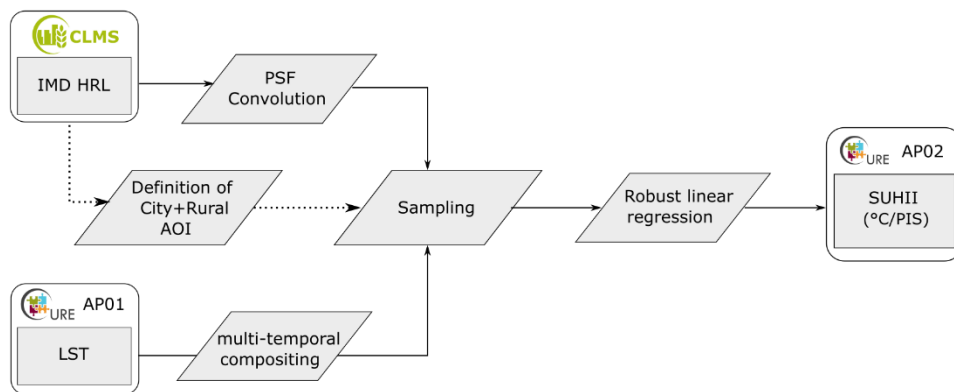 CLMS
IMD HRL
PSF
Convolution
Definition of
City+Rural
AOI
Sampling
Robust linear
regression
URE
AP02
SUHII
(°C/PIS)
URE
AP01
LST
multi-temporal
compositing